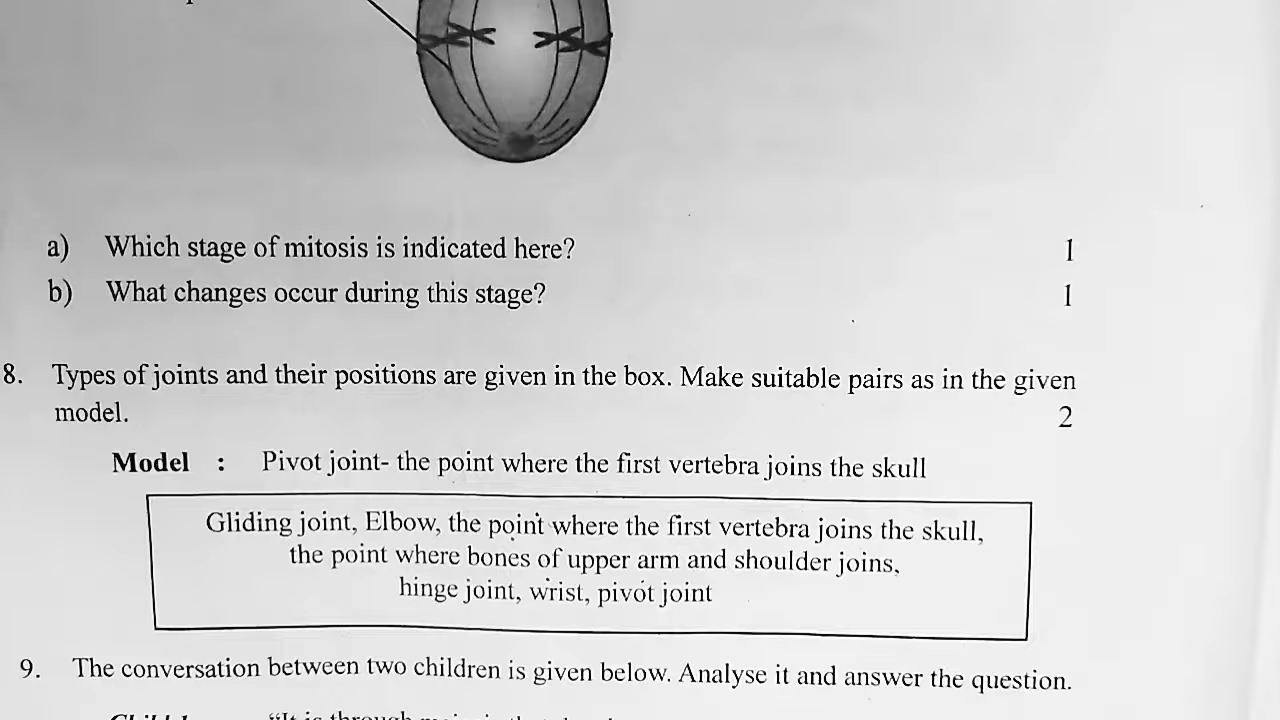 a) Which stage of mitosis is indicated here? 1
b) What changes occur during this stage? 1
8. Types of joints and their positions are given in the box. Make suitable pairs as in the given
model. 2
Model : Pivot joint- the point where the first vertebra joins the skull
Gliding joint, Elbow, the point where the first vertebra joins the skull,
the point where bones of upper arm and shoulder joins,
hinge joint, wrist, pivot joint
9. The conversation between two children is given below. Analyse it and answer the question.
"It is through